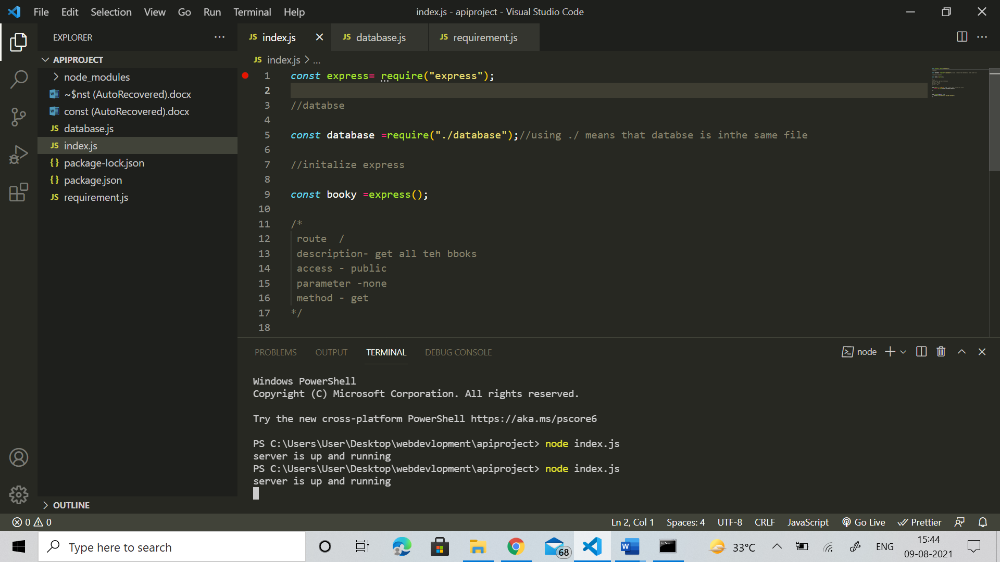 File Edit Selection View Go Run Terminal Help
index.js - apiproject - Visual Studio Code
EXPLORER
APIPROJECT
node_modules
~$nst (AutoRecovered).docx
const (AutoRecovered).docx
JS database.js
JS index.js
{} package-lock.json
{} package.json
JS requirement.js
OUTLINE
JS index.js
JS database.js
JS requirement.js
JS index.js > ...
1 const express= require("express");
2
3 //databse
4
5 const database =require("./database");//using ./ means that databse is inthe same file
6
7 //initalize express
8
9 const booky =express();
10
11 /*
12 route  /
13 description- get all teh bboks
14 access - public
15 parameter -none
16 method - get
17 */
18
PROBLEMS OUTPUT TERMINAL DEBUG CONSOLE
node
Windows PowerShell
Copyright (C) Microsoft Corporation. All rights reserved.
Try the new cross-platform PowerShell https://aka.ms/pscore6
PS C:\Users\User\Desktop\webdevlopment\apiproject> node index.js
server is up and running
PS C:\Users\User\Desktop\webdevlopment\apiproject> node index.js
server is up and running
0 0
Ln 2, Col 1 Spaces: 4 UTF-8 CRLF JavaScript Go Live Prettier
Type here to search
68
W
33°C
ENG
15:44
09-08-2021